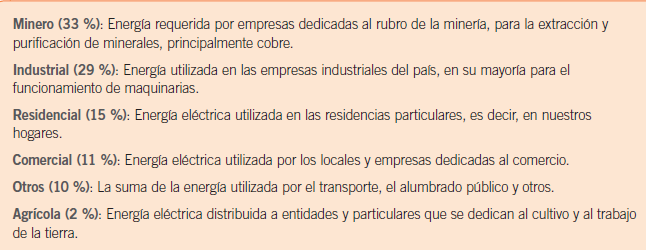 Minero (33 %): Energía requerida por empresas dedicadas al rubro de la minería, para la extracción y
purificación de minerales, principalmente cobre.
Industrial (29 %): Energía utilizada en las empresas industriales del país, en su mayoría para el
funcionamiento de maquinarias.
Residencial (15 %): Energía eléctrica utilizada en las residencias particulares, es decir, en nuestros
hogares.
Comercial (11 %): Energía eléctrica utilizada por los locales y empresas dedicadas al comercio.
Otros (10 %): La suma de la energía utilizada por el transporte, el alumbrado público y otros.
Agrícola (2 %): Energía eléctrica distribuida a entidades y particulares que se dedican al cultivo y al trabajo
de la tierra.